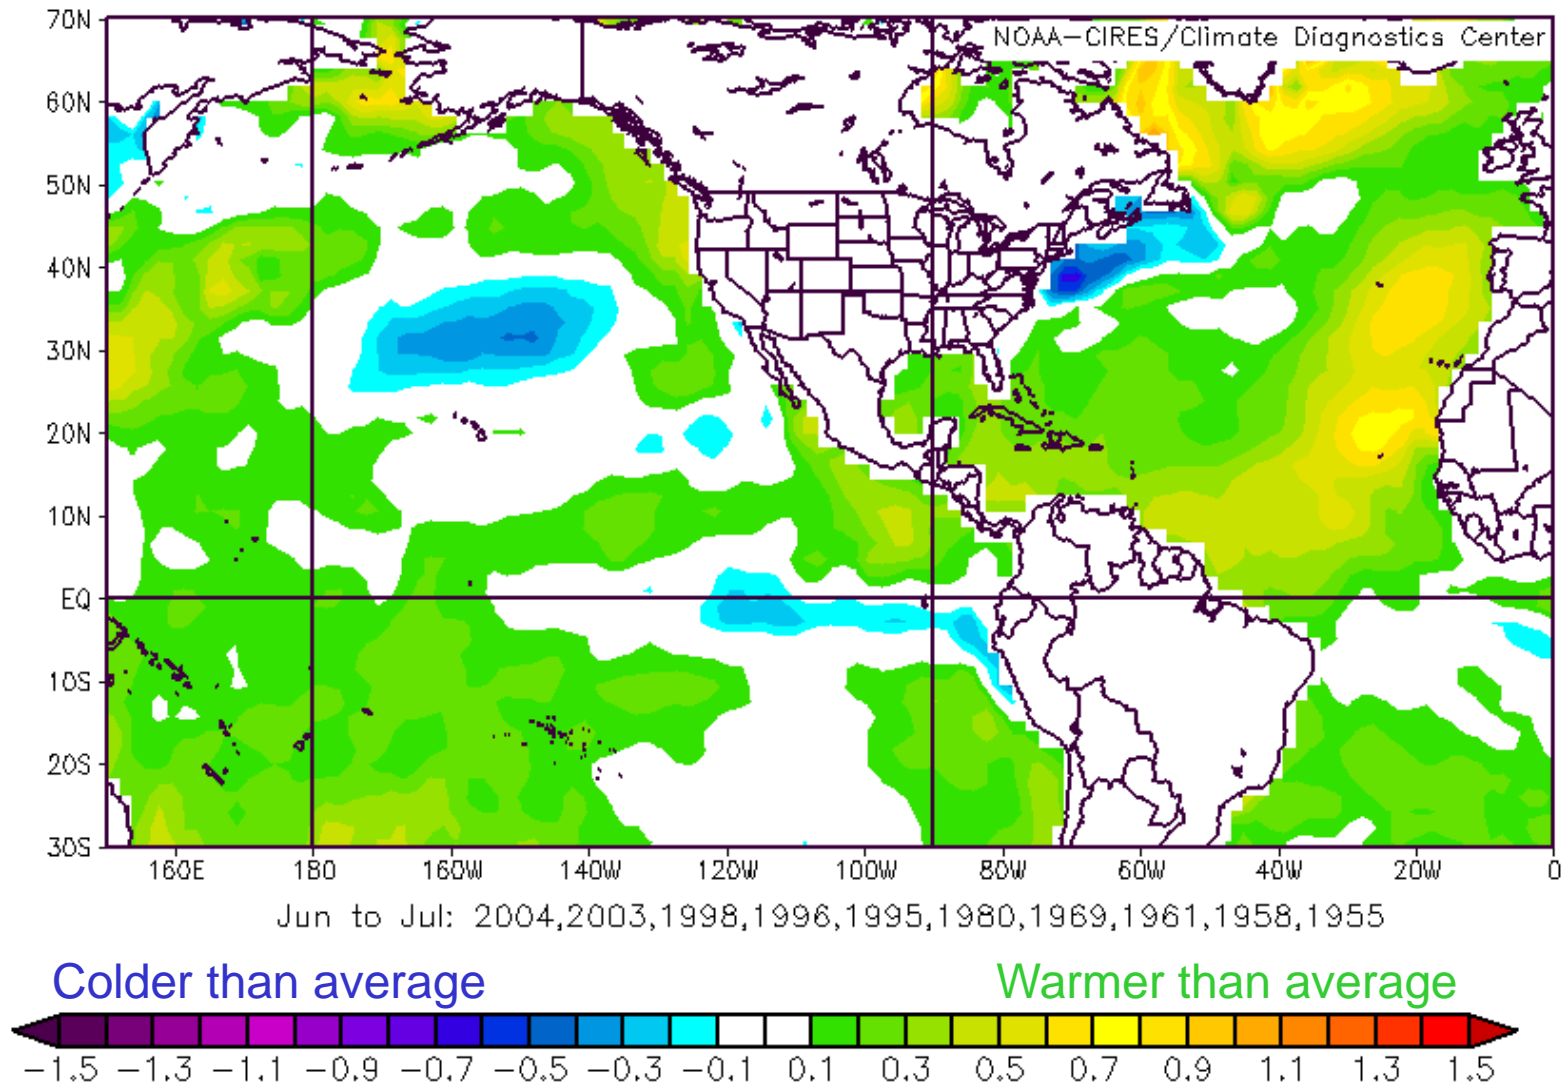 70N
NOAA-CIRES/Climate Diagnostics Center
60N
50N
40N
30N
20N
10N
EQ
10S
20S
30S
160E 180 160W 140W 120W 100W 80W 60W 40W 20W 0
Jun to Jul: 2004,2003,1998,1996,1995,1980,1969,1961,1958,1955
Colder than average Warmer than average
-1.5 -1.3 -1.1 -0.9 -0.7 -0.5 -0.3 -0.1 0.1 0.3 0.5 0.7 0.9 1.1 1.3 1.5